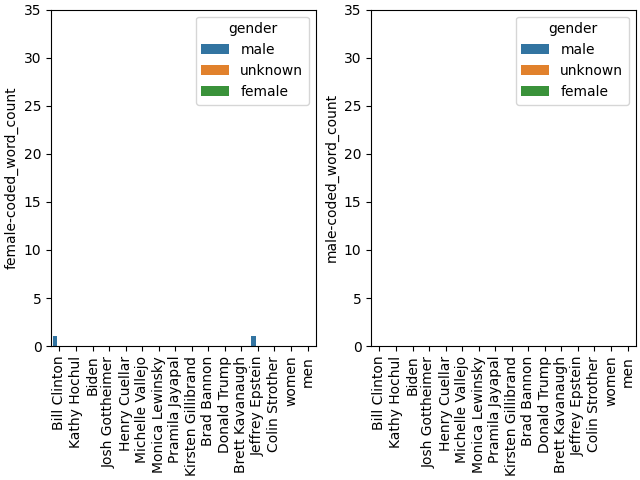 35
30
25
20
15
10
5
0
female-coded_word_count
gender
male
unknown
female
Bill Clinton
Kathy Hochul
Biden
Josh Gottheimer
Henry Cuellar
Michelle Vallejo
Monica Lewinsky
Pramila Jayapal
Kirsten Gillibrand
Brad Bannon
Donald Trump
Brett Kavanaugh
Jeffrey Epstein
Colin Strother
women
men
35
30
25
20
15
10
5
0
male-coded_word_count
gender
male
unknown
female
Bill Clinton
Kathy Hochul
Biden
Josh Gottheimer
Henry Cuellar
Michelle Vallejo
Monica Lewinsky
Pramila Jayapal
Kirsten Gillibrand
Brad Bannon
Donald Trump
Brett Kavanaugh
Jeffrey Epstein
Colin Strother
women
men